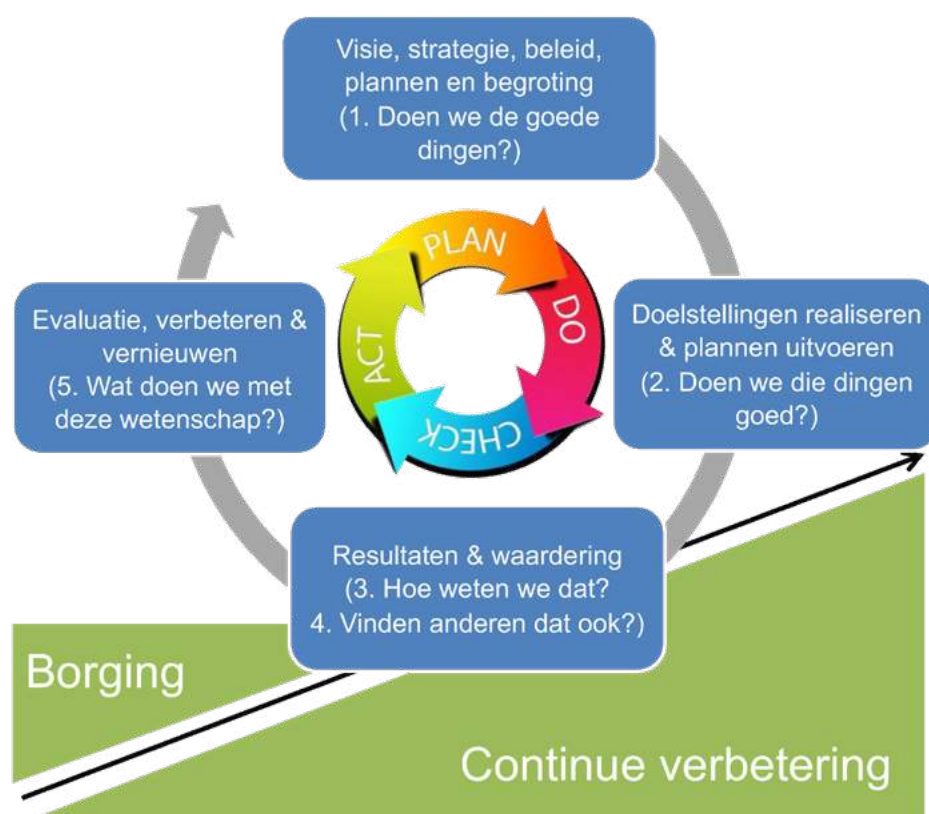 Visie, strategie, beleid,
plannen en begroting
(1. Doen we de goede
dingen?)
PLAN
DO
CHECK
ACT
Doelstellingen realiseren
& plannen uitvoeren
(2. Doen we die dingen
goed?)
Resultaten & waardering
(3. Hoe weten we dat?
4. Vinden anderen dat ook?)
Evaluatie, verbeteren &
vernieuwen
(5. Wat doen we met
deze wetenschap?)
Borging
Continue verbetering